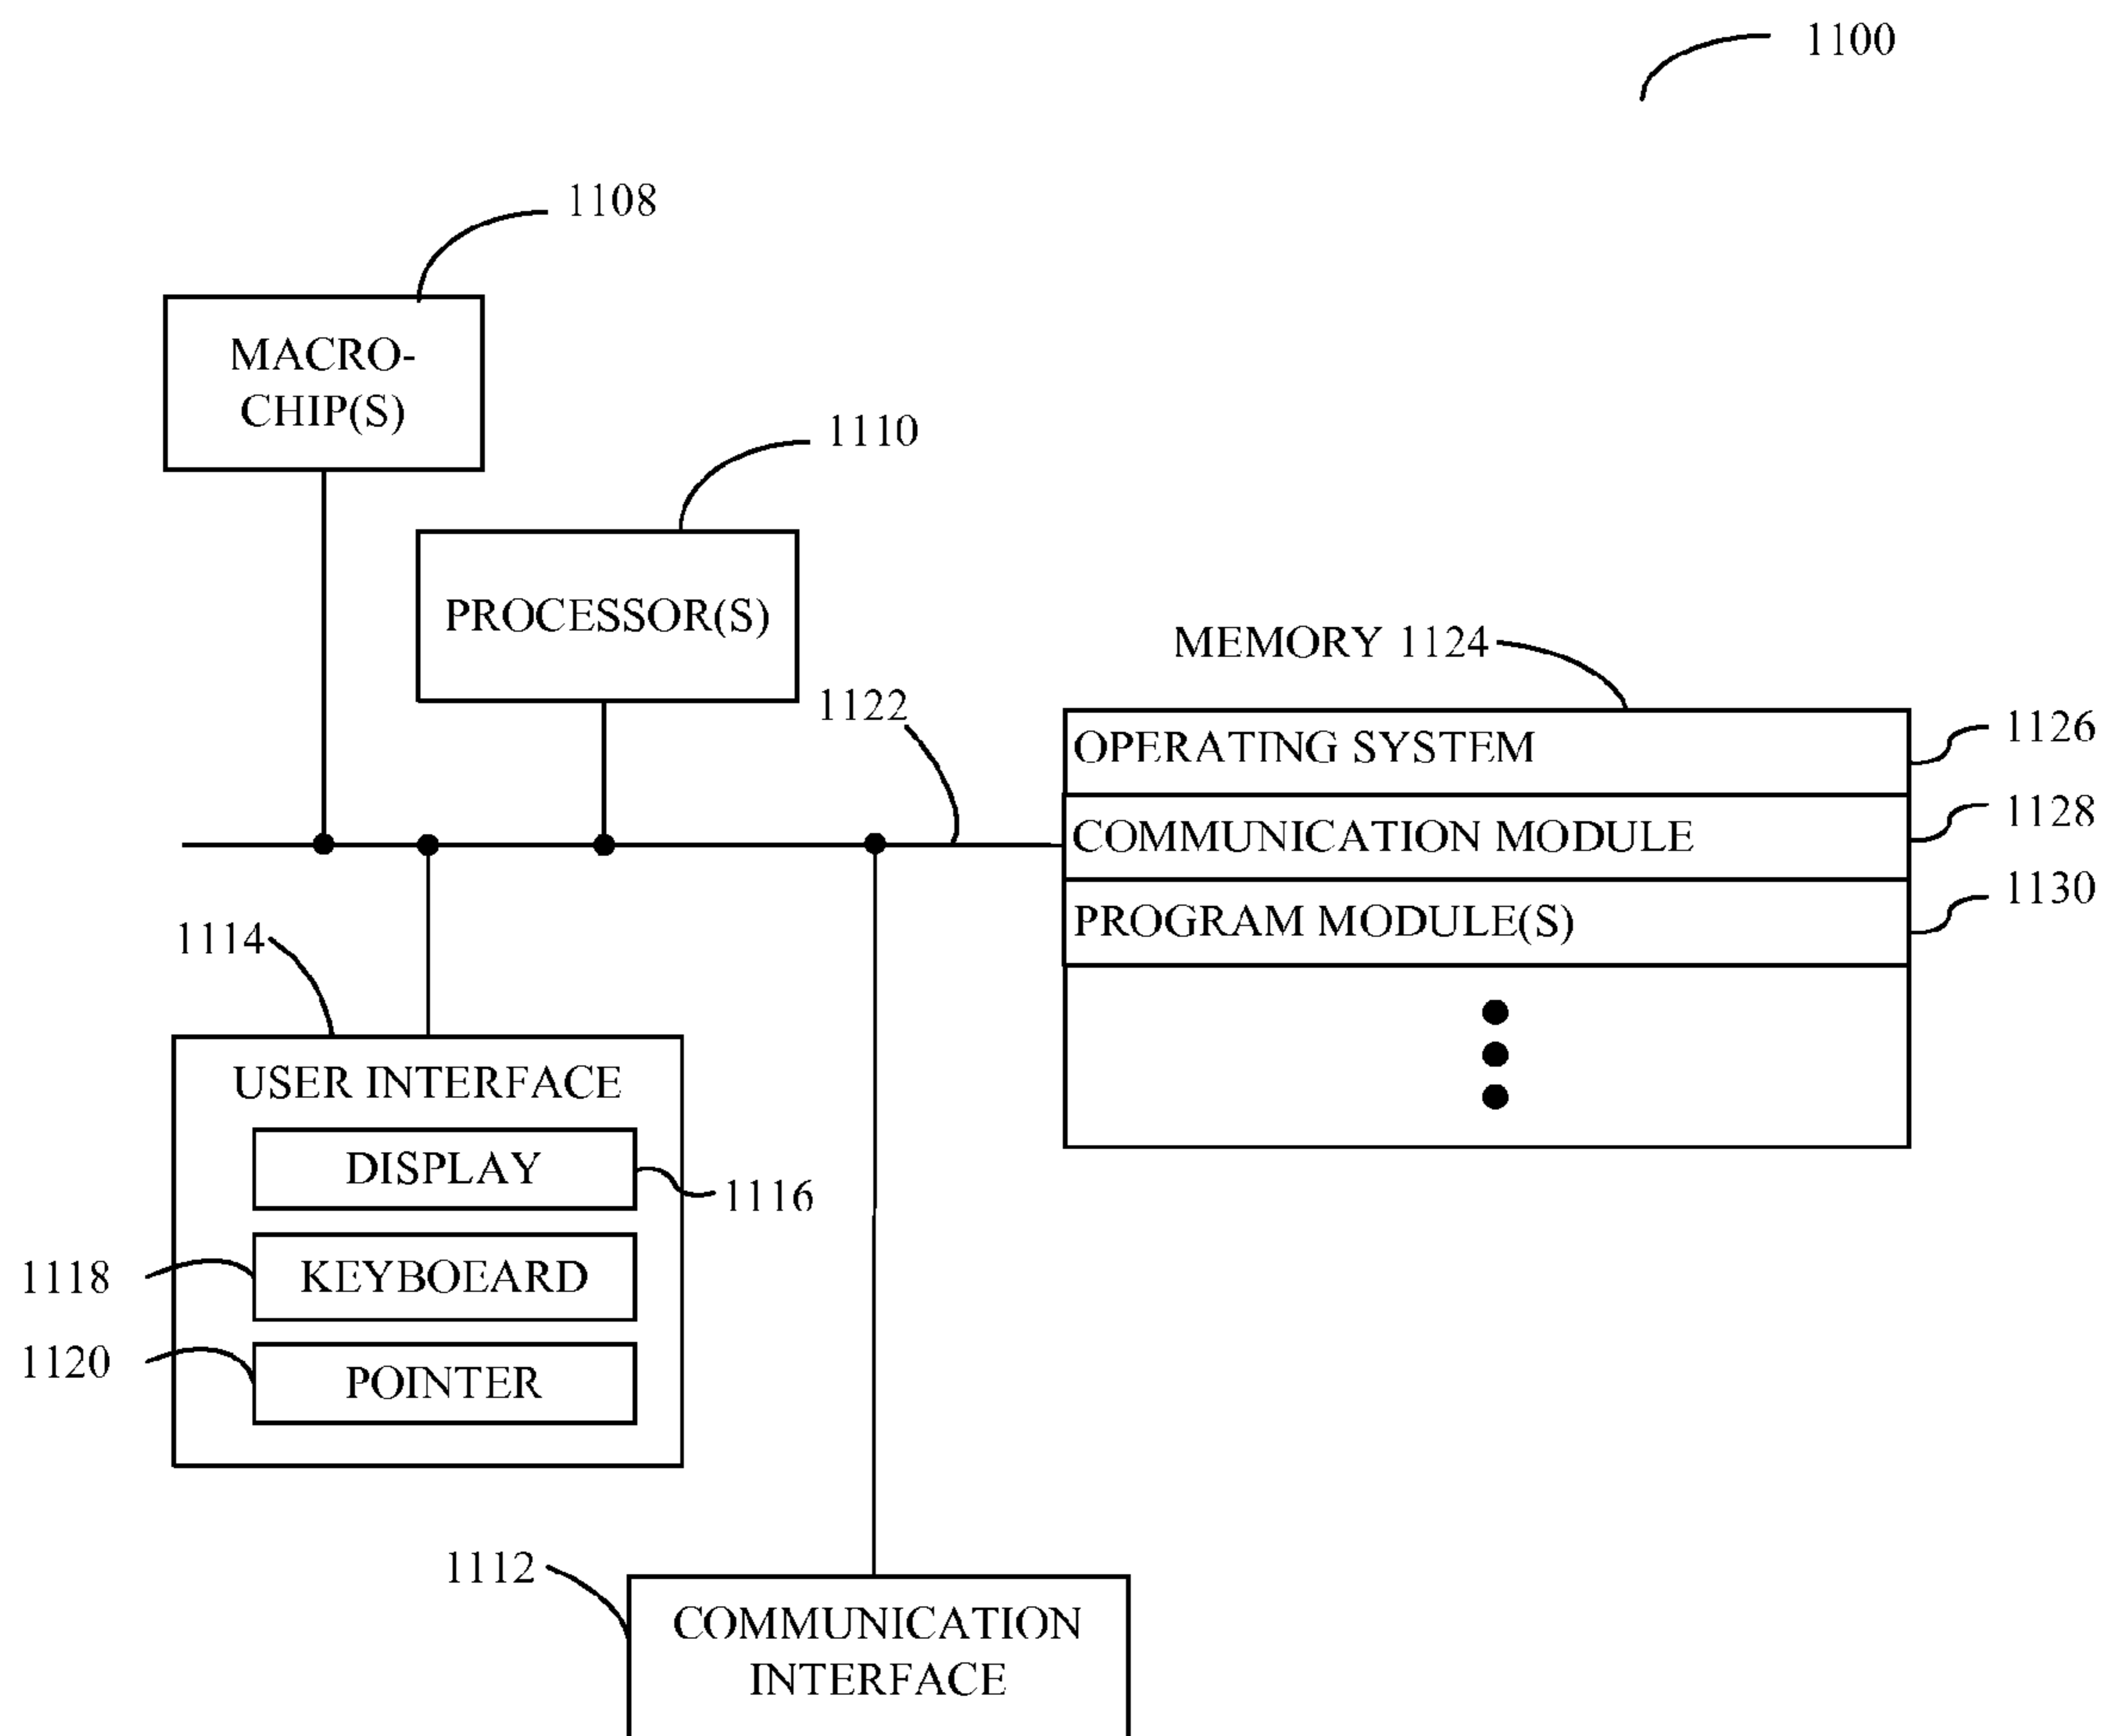 1100
1108
MACRO-
CHIP(S)
1110
PROCESSOR(S)
MEMORY 1124
1122
OPERATING SYSTEM
1126
COMMUNICATION MODULE
1128
PROGRAM MODULE(S)
1130
1114
USER INTERFACE
DISPLAY
1116
1118
KEYBOEARD
1120
POINTER
1112
COMMUNICATION
INTERFACE